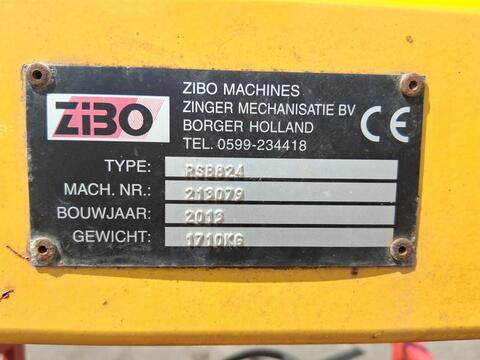 ZIBO
ZIBO MACHINES
ZINGER MECHANISATIE BV
BORGER HOLLAND
TEL. 0599-234418
CE
TYPE: RSB824
MACH. NR.: 213079
BOUWJAAR: 2013
GEWICHT: 1710KG